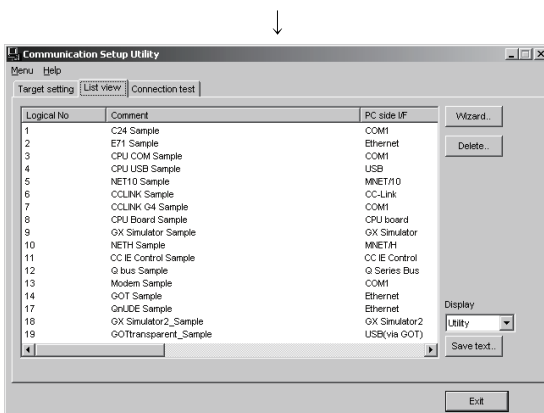 ↓
Communication Setup Utility
Menu Help
Target setting List view Connection test
Logical No Comment PC side I/F
1 C24 Sample COM1
2 E71 Sample Ethernet
3 CPU COM Sample COM1
4 CPU USB Sample USB
5 NET10 Sample MNET/10
6 CCLINK Sample CC-Link
7 CCLINK G4 Sample COM1
8 CPU Board Sample CPU board
9 GX Simulator Sample GX Simulator
10 NETH Sample MNET/H
11 CC IE Control Sample CC IE Control
12 Q bus Sample Q Series Bus
13 Modem Sample COM1
14 GOT Sample Ethernet
17 QnUDE Sample Ethernet
18 GX Simulator2_Sample GX Simulator2
19 GOTtransparent_Sample USB(via GOT)
Wizard..
Delete..
Display
Utility
Save text..
Exit